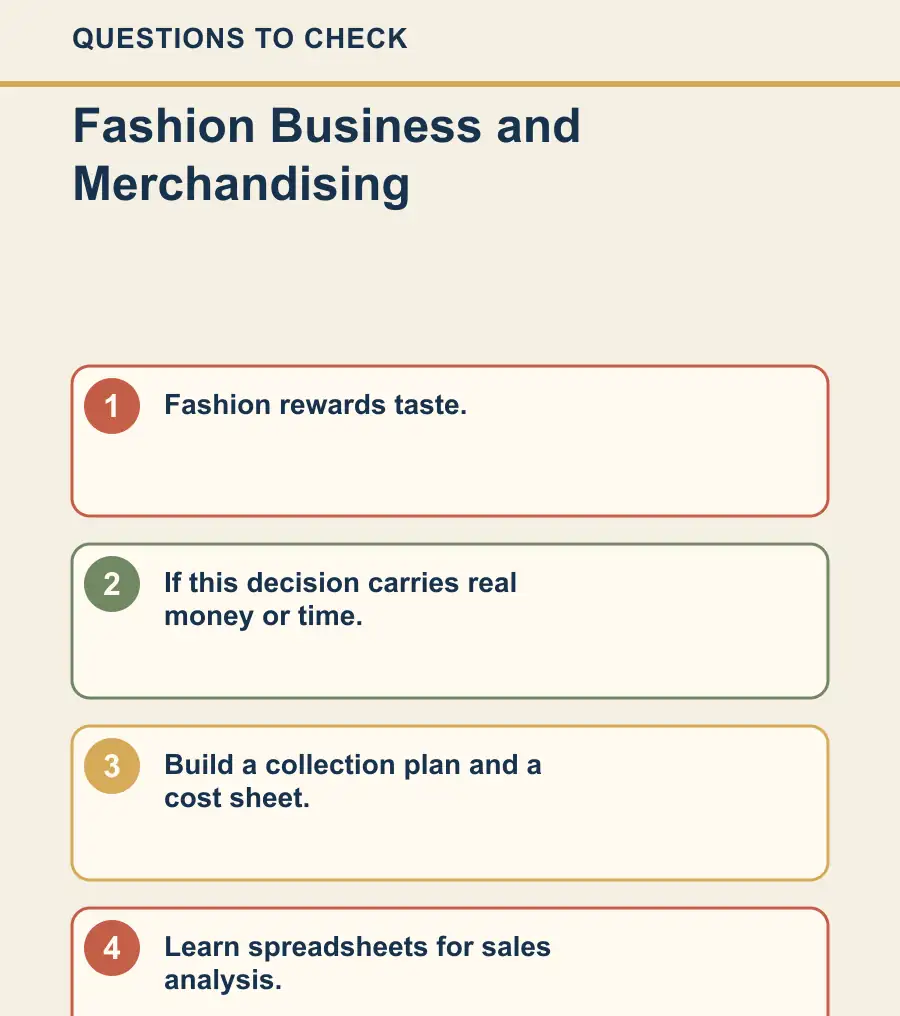 QUESTIONS TO CHECK
Fashion Business and
Merchandising
1
Fashion rewards taste.
2
If this decision carries real
money or time.
3
Build a collection plan and a
cost sheet.
4
Learn spreadsheets for sales
analysis.